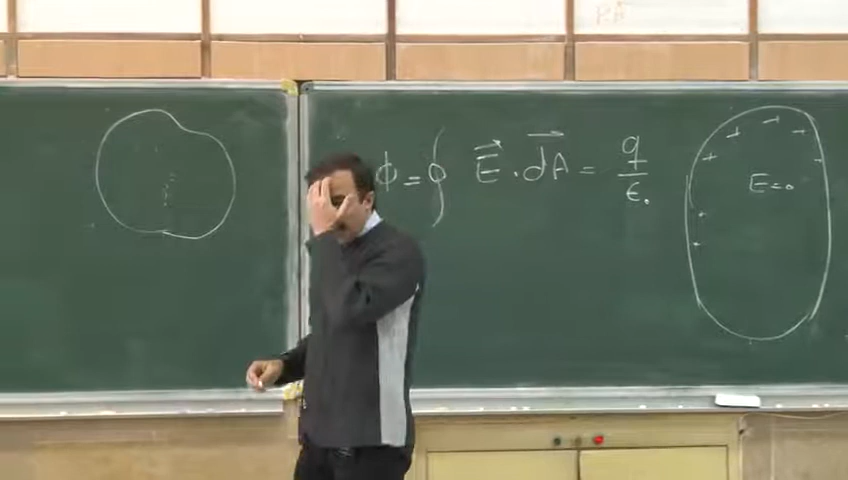 ϕ = ∮ E⃗ . dA⃗ = q/ε₀
E=0